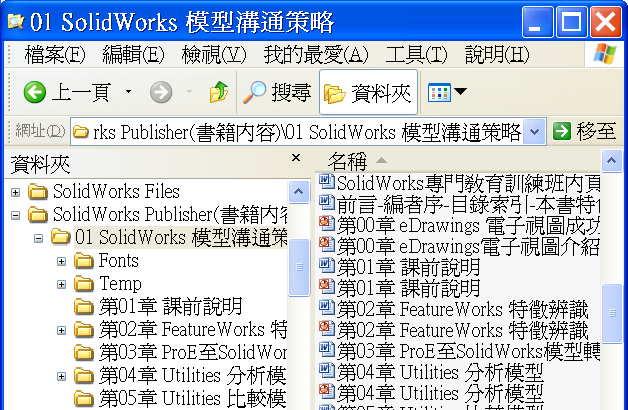 01 SolidWorks 模型溝通策略
檔案(F) 編輯(E) 檢視(V) 我的最愛(A) 工具(T) 說明(H)
上一頁 搜尋 資料夾
網址(D) rks Publisher(書籍內容)\01 SolidWorks 模型溝通策略 移至
資料夾
SolidWorks Files
SolidWorks Publisher(書籍內容
01 SolidWorks 模型溝通策
Fonts
Temp
第01章 課前說明
第02章 FeatureWorks 特
第03章 ProE至SolidWor
第04章 Utilities 分析模
第05章 Utilities 比較模
名稱
SolidWorks專門教育訓練班內頁
前言-編者序-目錄索引-本書特
第00章 eDrawings 電子視圖成功
第00章 eDrawings 電子視圖介紹
第01章 課前說明
第01章 課前說明
第02章 FeatureWorks 特徵辨識
第02章 FeatureWorks 特徵辨識
第03章 ProE至SolidWorks模型轉
第04章 Utilities 分析模型
第04章 Utilities 分析模型